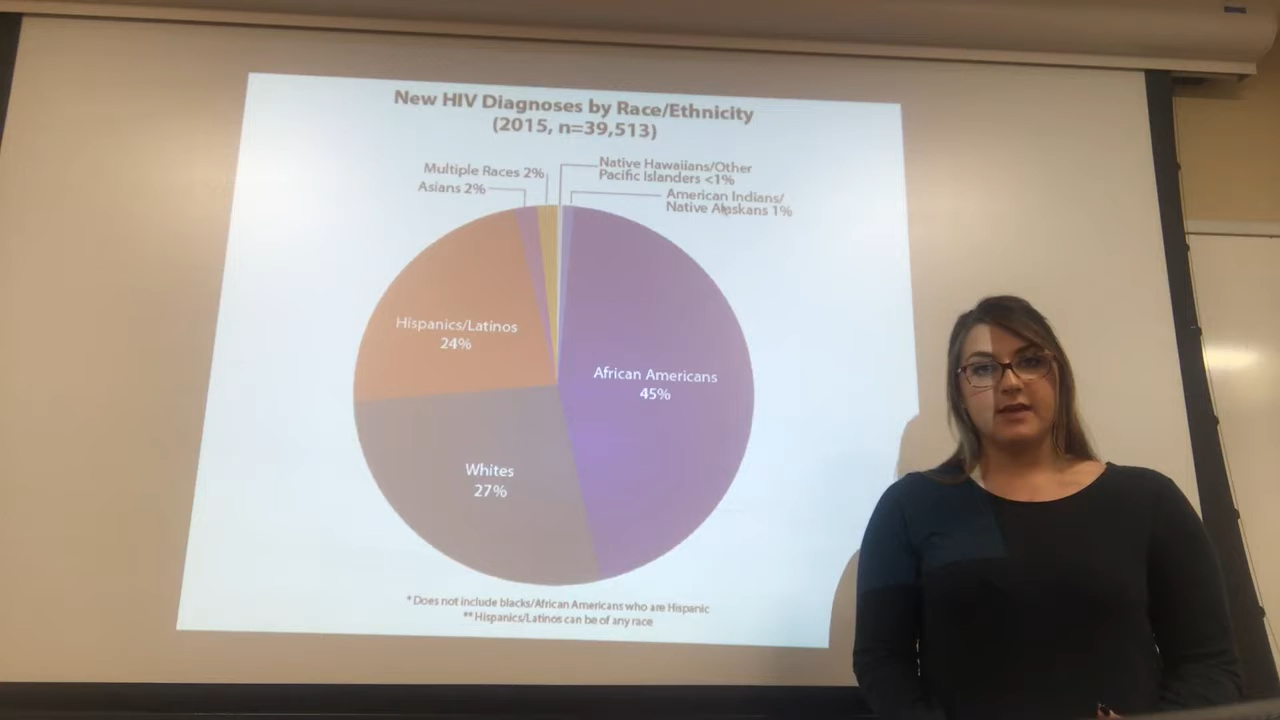 New HIV Diagnoses by Race/Ethnicity
(2015, n=39,513)
Multiple Races 2%
Asians 2%
Native Hawaiians/Other
Pacific Islanders <1%
American Indians/
Native Alaskans 1%
Hispanics/Latinos
24%
African Americans
45%
Whites
27%
* Does not include blacks/African Americans who are Hispanic
** Hispanics/Latinos can be of any race